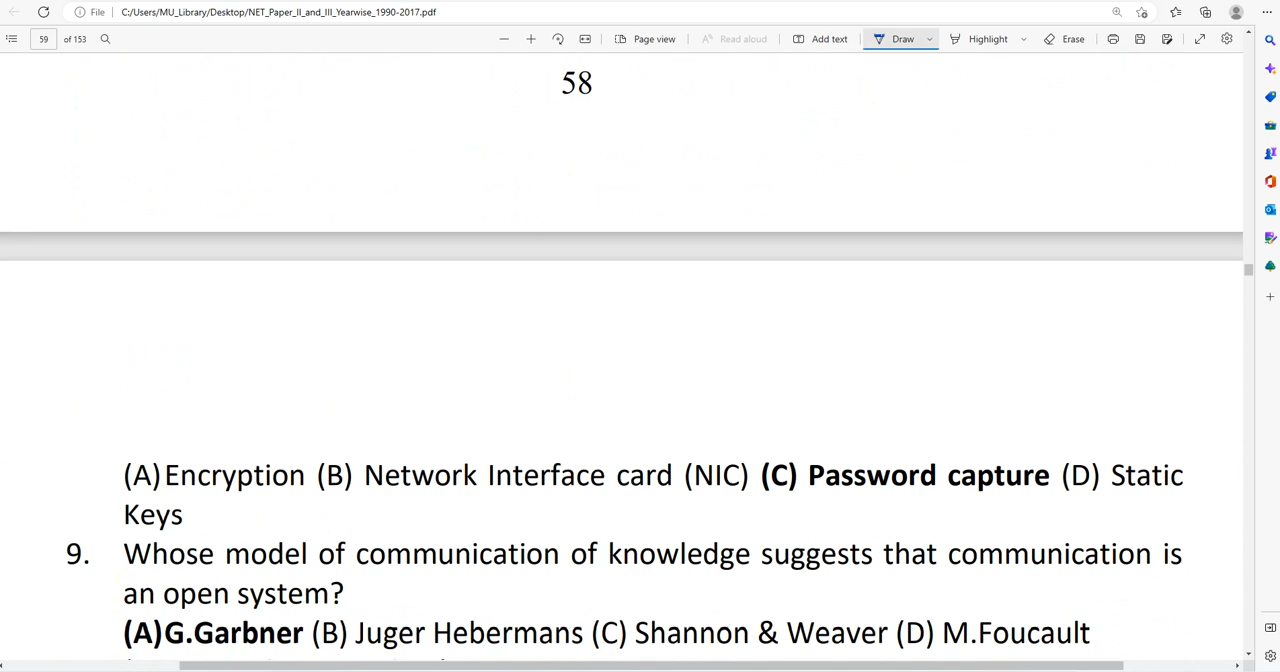 File C:/Users/MU_Library/Desktop/NET_Paper_II_and_III_Yearwise_1990-2017.pdf
59 of 153 Page view Read aloud Add text Draw Highlight Erase
58
(A)Encryption (B) Network Interface card (NIC) (C) Password capture (D) Static
Keys
9. Whose model of communication of knowledge suggests that communication is
an open system?
(A)G.Garbner (B) Juger Hebermans (C) Shannon & Weaver (D) M.Foucault